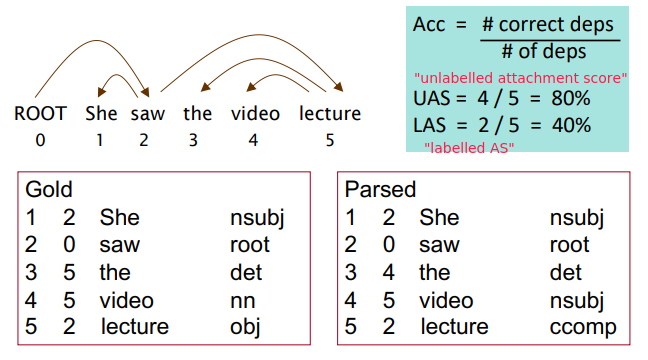 ROOT She saw the video lecture
0 1 2 3 4 5
Acc = # correct deps
# of deps
"unlabelled attachment score"
UAS = 4 / 5 = 80%
LAS = 2 / 5 = 40%
"labelled AS"
Gold
1 2 She nsubj
2 0 saw root
3 5 the det
4 5 video nn
5 2 lecture obj
Parsed
1 2 She nsubj
2 0 saw root
3 4 the det
4 5 video nsubj
5 2 lecture ccomp